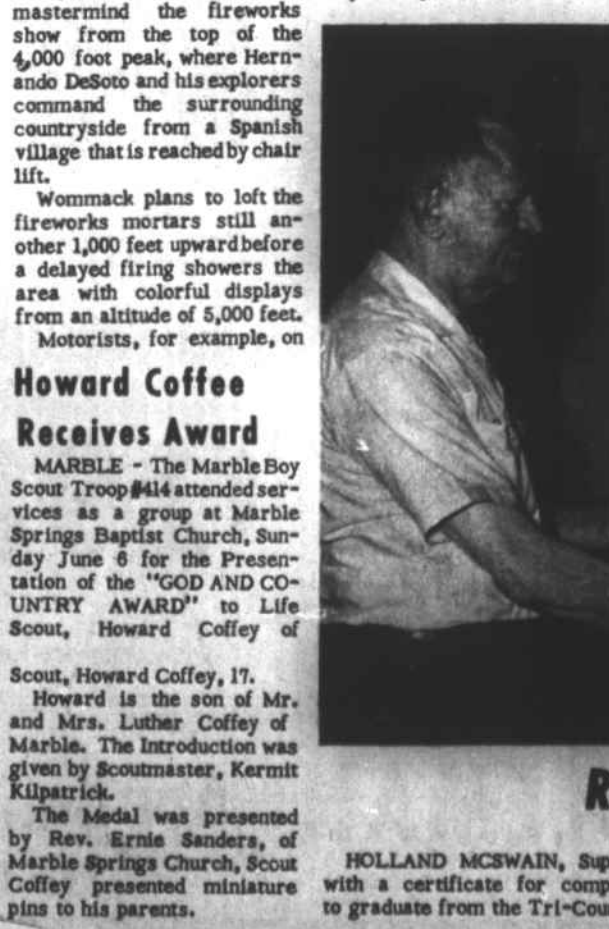 mastermind the fireworks
show from the top of the
4,000 foot peak, where Hern-
ando DeSoto and his explorers
command the surrounding
countryside from a Spanish
village that is reached by chair
lift.
Wommack plans to loft the
fireworks mortars still an-
other 1,000 feet upward before
a delayed firing showers the
area with colorful displays
from an altitude of 5,000 feet.
Motorists, for example, on
Howard Coffee
Receives Award
MARBLE - The Marble Boy
Scout Troop #414 attended ser-
vices as a group at Marble
Springs Baptist Church, Sun-
day June 6 for the Presen-
tation of the "GOD AND CO-
UNTRY AWARD" to Life
Scout, Howard Coffey of
Scout, Howard Coffey, 17.
Howard is the son of Mr.
and Mrs. Luther Coffey of
Marble. The Introduction was
given by Scoutmaster, Kermit
Kilpatrick.
The Medal was presented
by Rev. Ernie Sanders, of
Marble Springs Church, Scout
Coffey presented miniature
pins to his parents.
R
HOLLAND MCSWAIN, Sup
with a certificate for comp
to graduate from the Tri-Cou